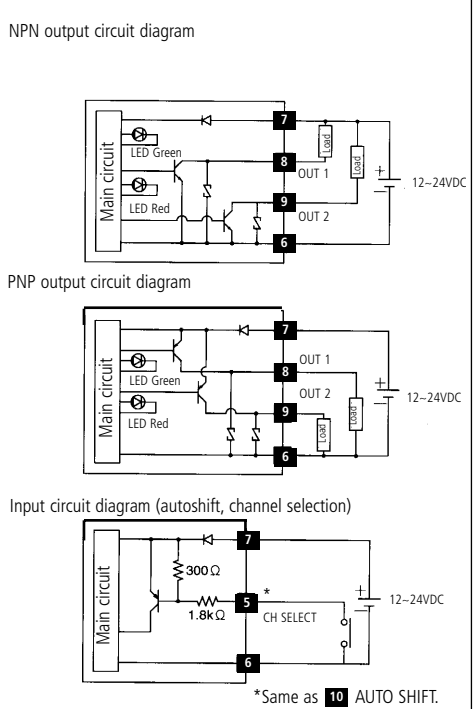 NPN output circuit diagram
Main circuit
LED Green
LED Red
7
8
OUT 1
9
OUT 2
6
Load
Load
+
12~24VDC
PNP output circuit diagram
Main circuit
LED Green
LED Red
7
OUT 1
8
OUT 2
9
6
Load
Load
+
12~24VDC
Input circuit diagram (autoshift, channel selection)
Main circuit
300Ω
1.8kΩ
7
5
*
CH SELECT
6
+
12~24VDC
*Same as 10 AUTO SHIFT.